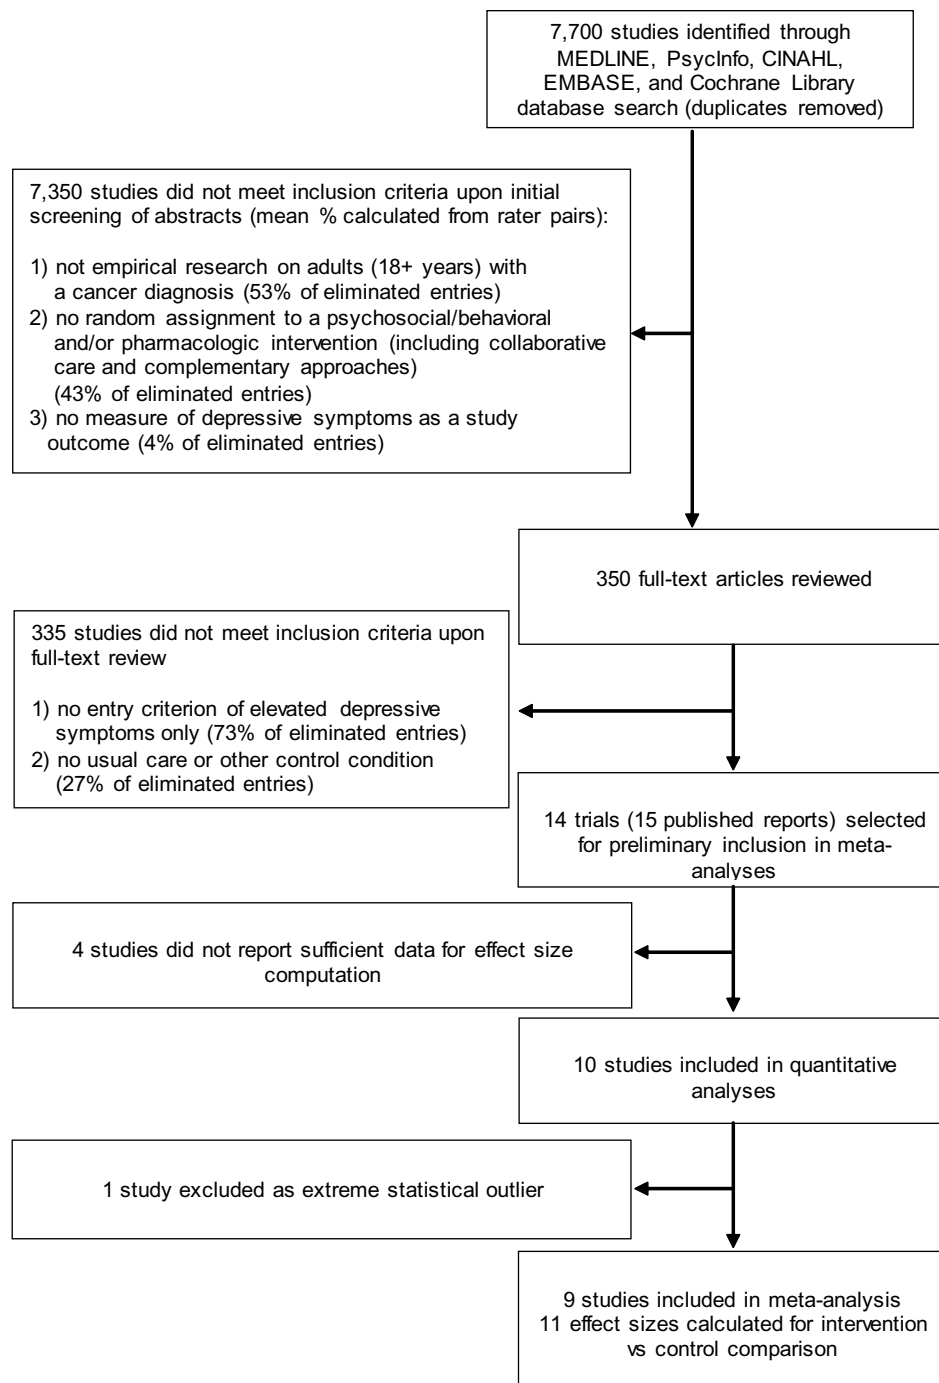 7,700 studies identified through
MEDLINE, PsycInfo, CINAHL,
EMBASE, and Cochrane Library
database search (duplicates removed)
7,350 studies did not meet inclusion criteria upon initial
screening of abstracts (mean % calculated from rater pairs):
1) not empirical research on adults (18+ years) with
a cancer diagnosis (53% of eliminated entries)
2) no random assignment to a psychosocial/behavioral
and/or pharmacologic intervention (including collaborative
care and complementary approaches)
(43% of eliminated entries)
3) no measure of depressive symptoms as a study
outcome (4% of eliminated entries)
350 full-text articles reviewed
335 studies did not meet inclusion criteria upon
full-text review
1) no entry criterion of elevated depressive
symptoms only (73% of eliminated entries)
2) no usual care or other control condition
(27% of eliminated entries)
14 trials (15 published reports) selected
for preliminary inclusion in meta-
analyses
4 studies did not report sufficient data for effect size
computation
10 studies included in quantitative
analyses
1 study excluded as extreme statistical outlier
9 studies included in meta-analysis
11 effect sizes calculated for intervention
vs control comparison